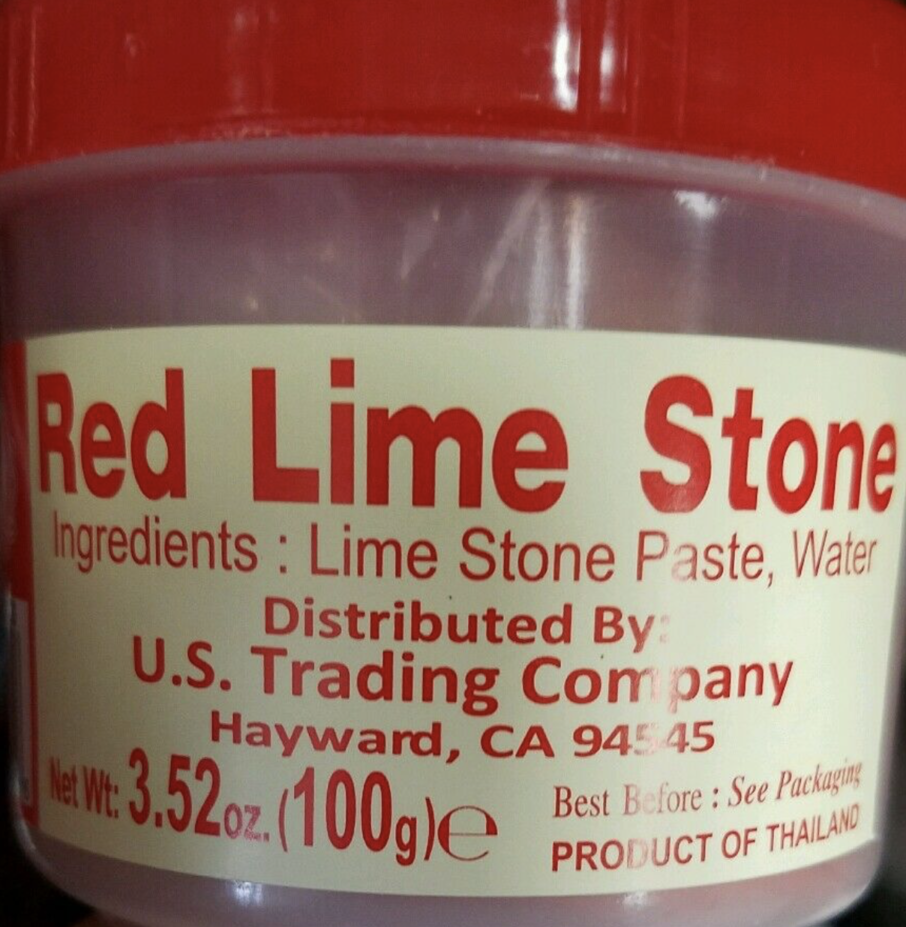 Red Lime Stone
Ingredients : Lime Stone Paste, Water
Distributed By:
U.S. Trading Company
Hayward, CA 94545
Net Wt: 3.52oz. (100g)e
Best Before : See Packaging
PRODUCT OF THAILAND